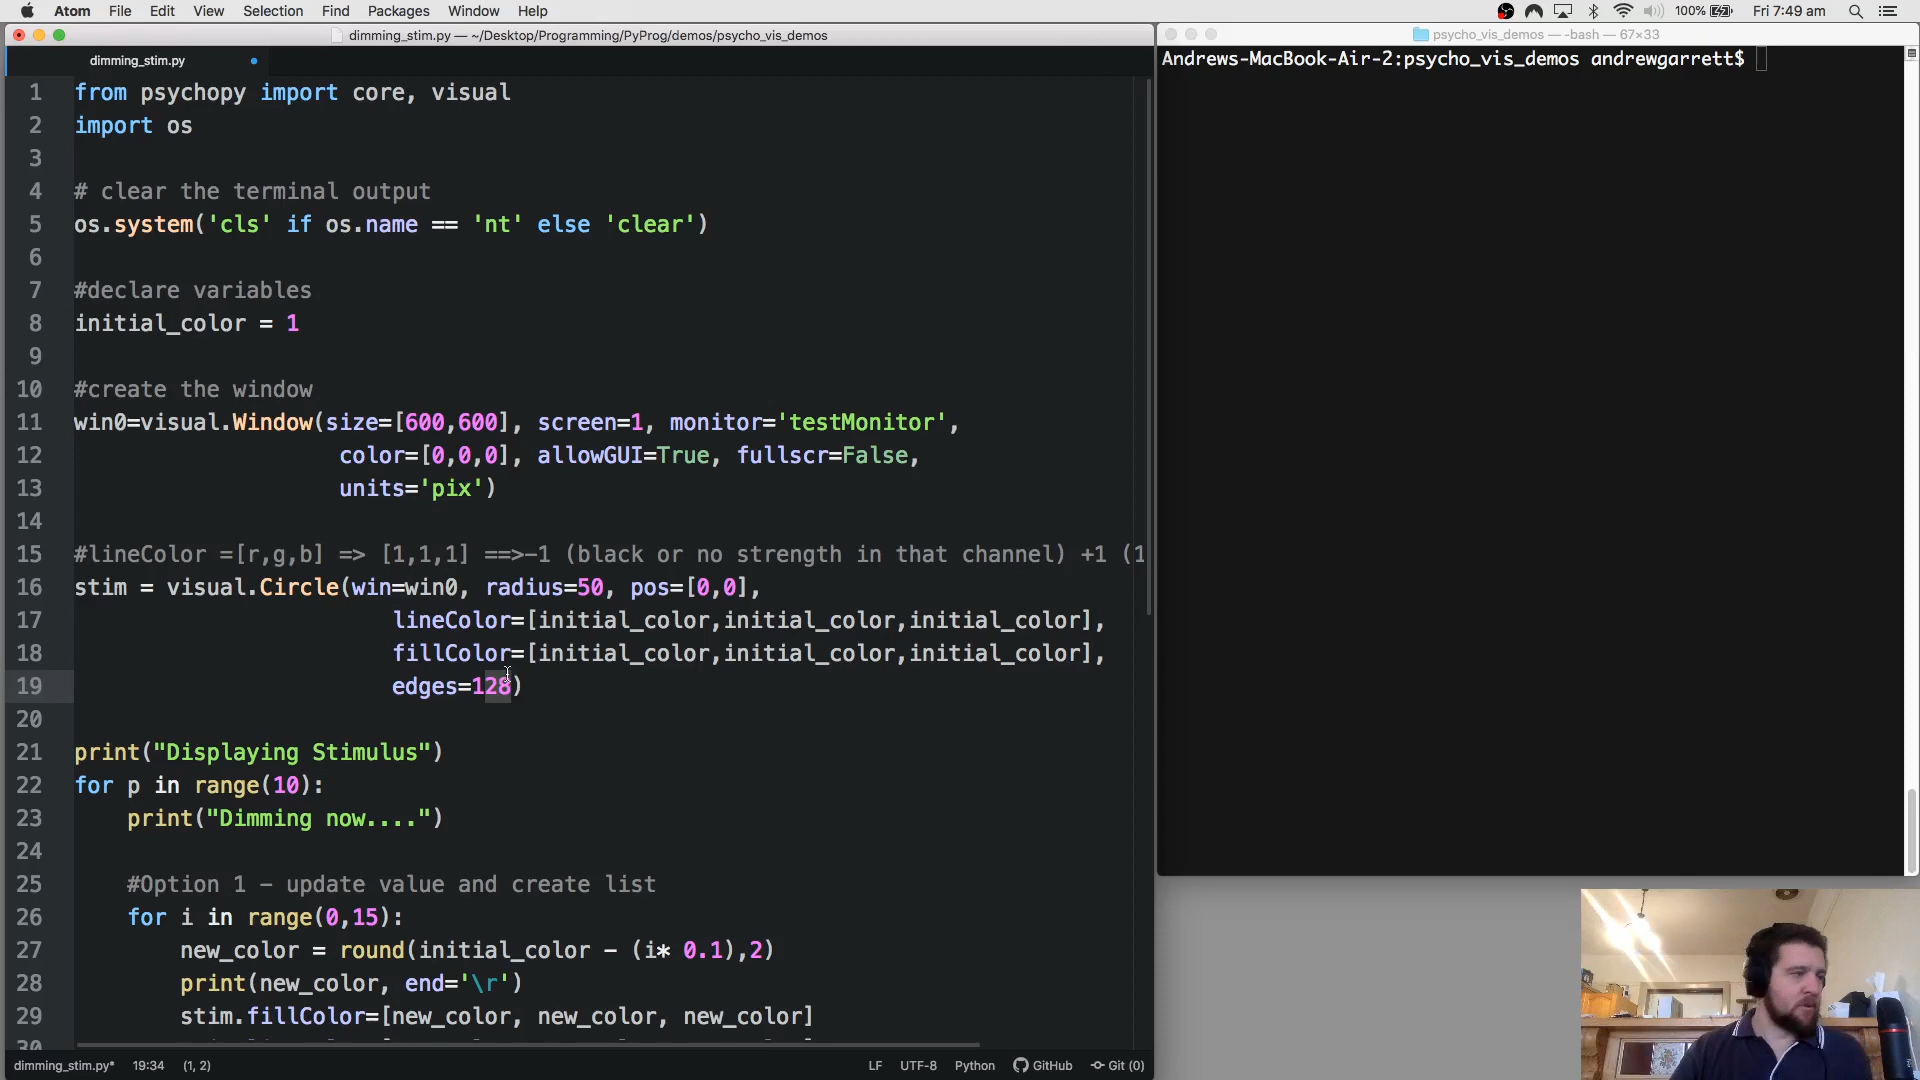 Atom File Edit View Selection Find Packages Window Help 100% Fri 7:49 am
dimming_stim.py — ~/Desktop/Programming/PyProg/demos/psycho_vis_demos
dimming_stim.py
1 from psychopy import core, visual
2 import os
3
4 # clear the terminal output
5 os.system('cls' if os.name == 'nt' else 'clear')
6
7 #declare variables
8 initial_color = 1
9
10 #create the window
11 win0=visual.Window(size=[600,600], screen=1, monitor='testMonitor',
12 color=[0,0,0], allowGUI=True, fullscr=False,
13 units='pix')
14
15 #lineColor =[r,g,b] => [1,1,1] ==>-1 (black or no strength in that channel) +1 (1
16 stim = visual.Circle(win=win0, radius=50, pos=[0,0],
17 lineColor=[initial_color,initial_color,initial_color],
18 fillColor=[initial_color,initial_color,initial_color],
19 edges=128)
20
21 print("Displaying Stimulus")
22 for p in range(10):
23 print("Dimming now....")
24
25 #Option 1 - update value and create list
26 for i in range(0,15):
27 new_color = round(initial_color - (i* 0.1),2)
28 print(new_color, end='\r')
29 stim.fillColor=[new_color, new_color, new_color]
30
dimming_stim.py* 19:34 (1, 2) LF UTF-8 Python GitHub Git (0)
psycho_vis_demos — -bash — 67×33
Andrews-MacBook-Air-2:psycho_vis_demos andrewgarrett$